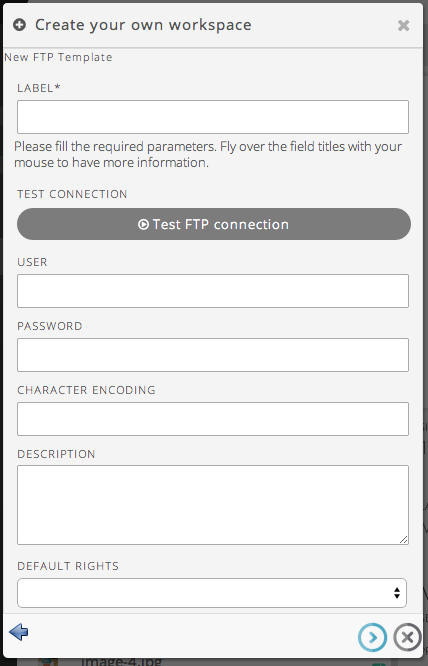 Create your own workspace
New FTP Template
LABEL*
Please fill the required parameters. Fly over the field titles with your
mouse to have more information.
TEST CONNECTION
Test FTP connection
USER
PASSWORD
CHARACTER ENCODING
DESCRIPTION
DEFAULT RIGHTS
image-4.jpg